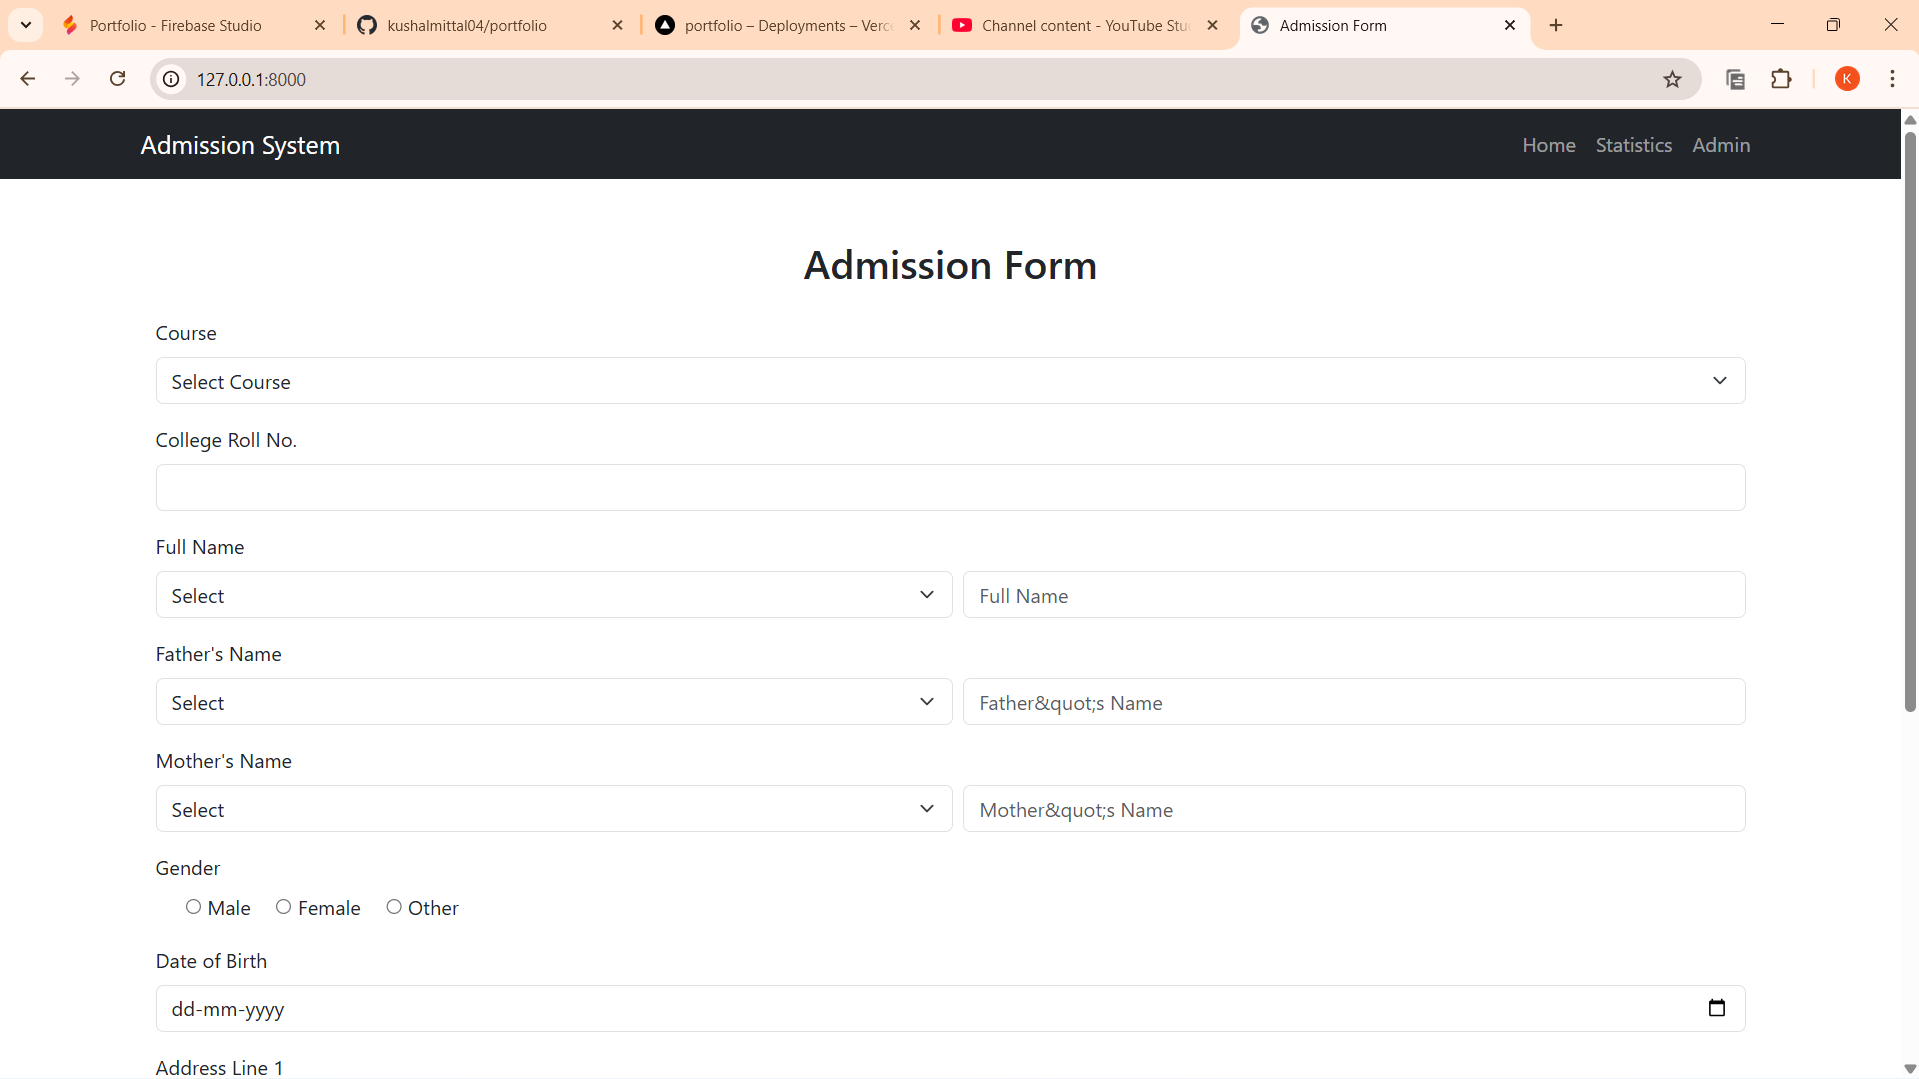 Portfolio - Firebase Studio
kushalmittal04/portfolio
portfolio – Deployments – Verce
Channel content - YouTube Stu
Admission Form
127.0.0.1:8000
K
Admission System
Home Statistics Admin
Admission Form
Course
Select Course
College Roll No.
Full Name
Select Full Name
Father's Name
Select Father&quot;s Name
Mother's Name
Select Mother&quot;s Name
Gender
Male Female Other
Date of Birth
dd-mm-yyyy
Address Line 1